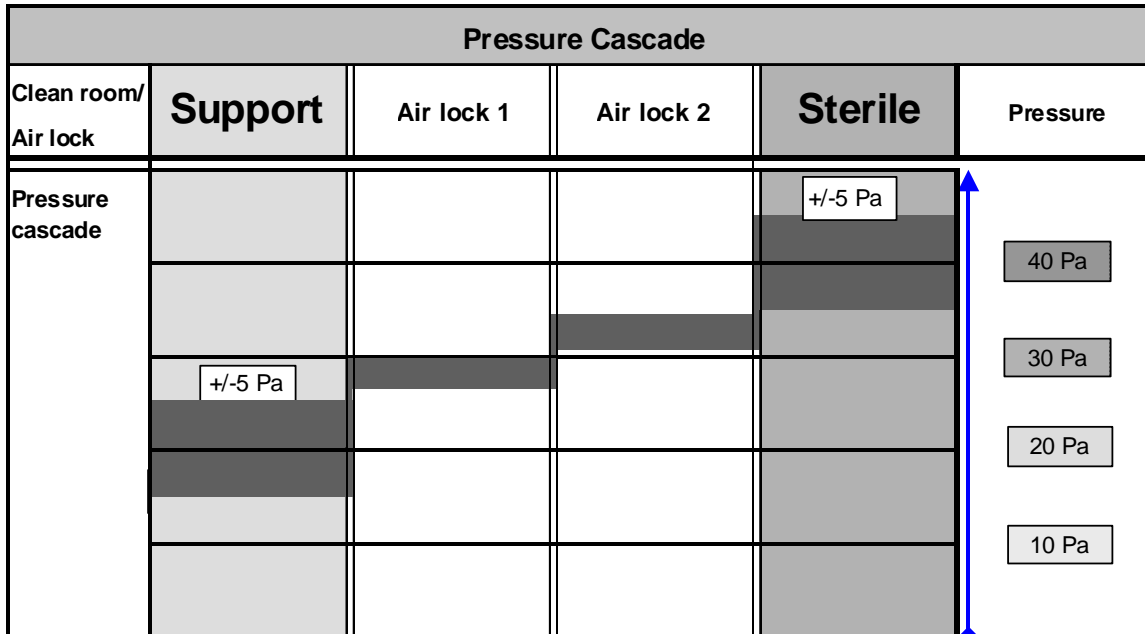 Pressure Cascade
Clean room/
Air lock
Support
Air lock 1
Air lock 2
Sterile
Pressure
Pressure
cascade
+/-5 Pa
40 Pa
30 Pa
+/-5 Pa
20 Pa
10 Pa